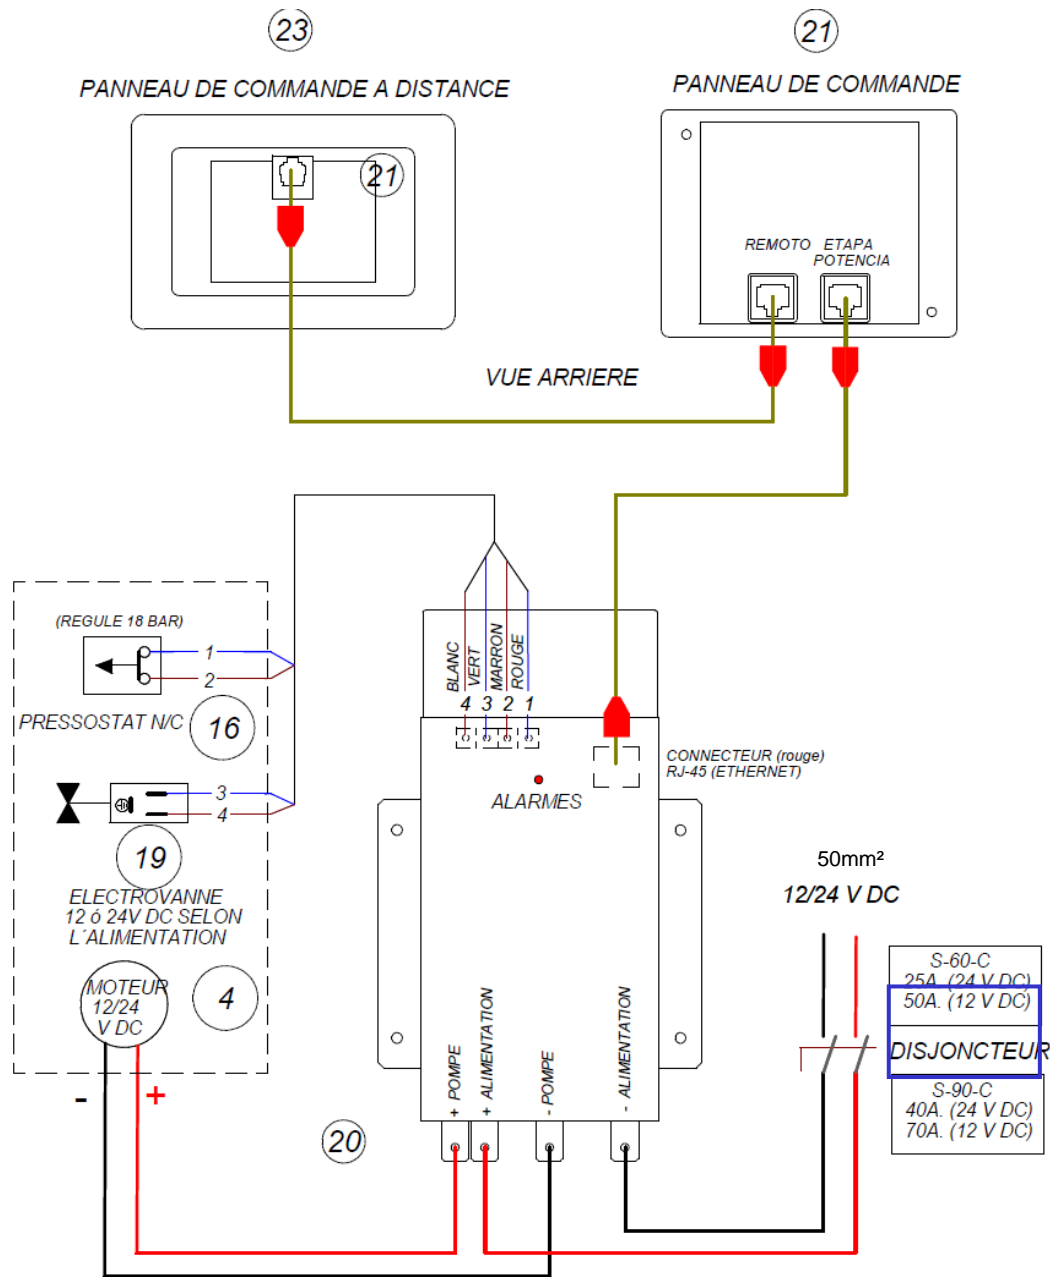 23
21
PANNEAU DE COMMANDE A DISTANCE
PANNEAU DE COMMANDE
21
REMOTO
ETAPA
POTENCIA
VUE ARRIERE
(REGULE 18 BAR)
1
2
PRESSOSTAT N/C
16
BLANC
VERT
MARRON
ROUGE
4 3 2 1
CONNECTEUR (rouge)
RJ-45 (ETHERNET)
ALARMES
3
4
19
ELECTROVANNE
12 ó 24V DC SELON
L´ALIMENTATION
MOTEUR
12/24
V DC
4
- +
50mm²
12/24 V DC
S-60-C
25A. (24 V DC)
50A. (12 V DC)
DISJONCTEUR
S-90-C
40A. (24 V DC)
70A. (12 V DC)
+ POMPE
+ ALIMENTATION
- POMPE
- ALIMENTATION
20